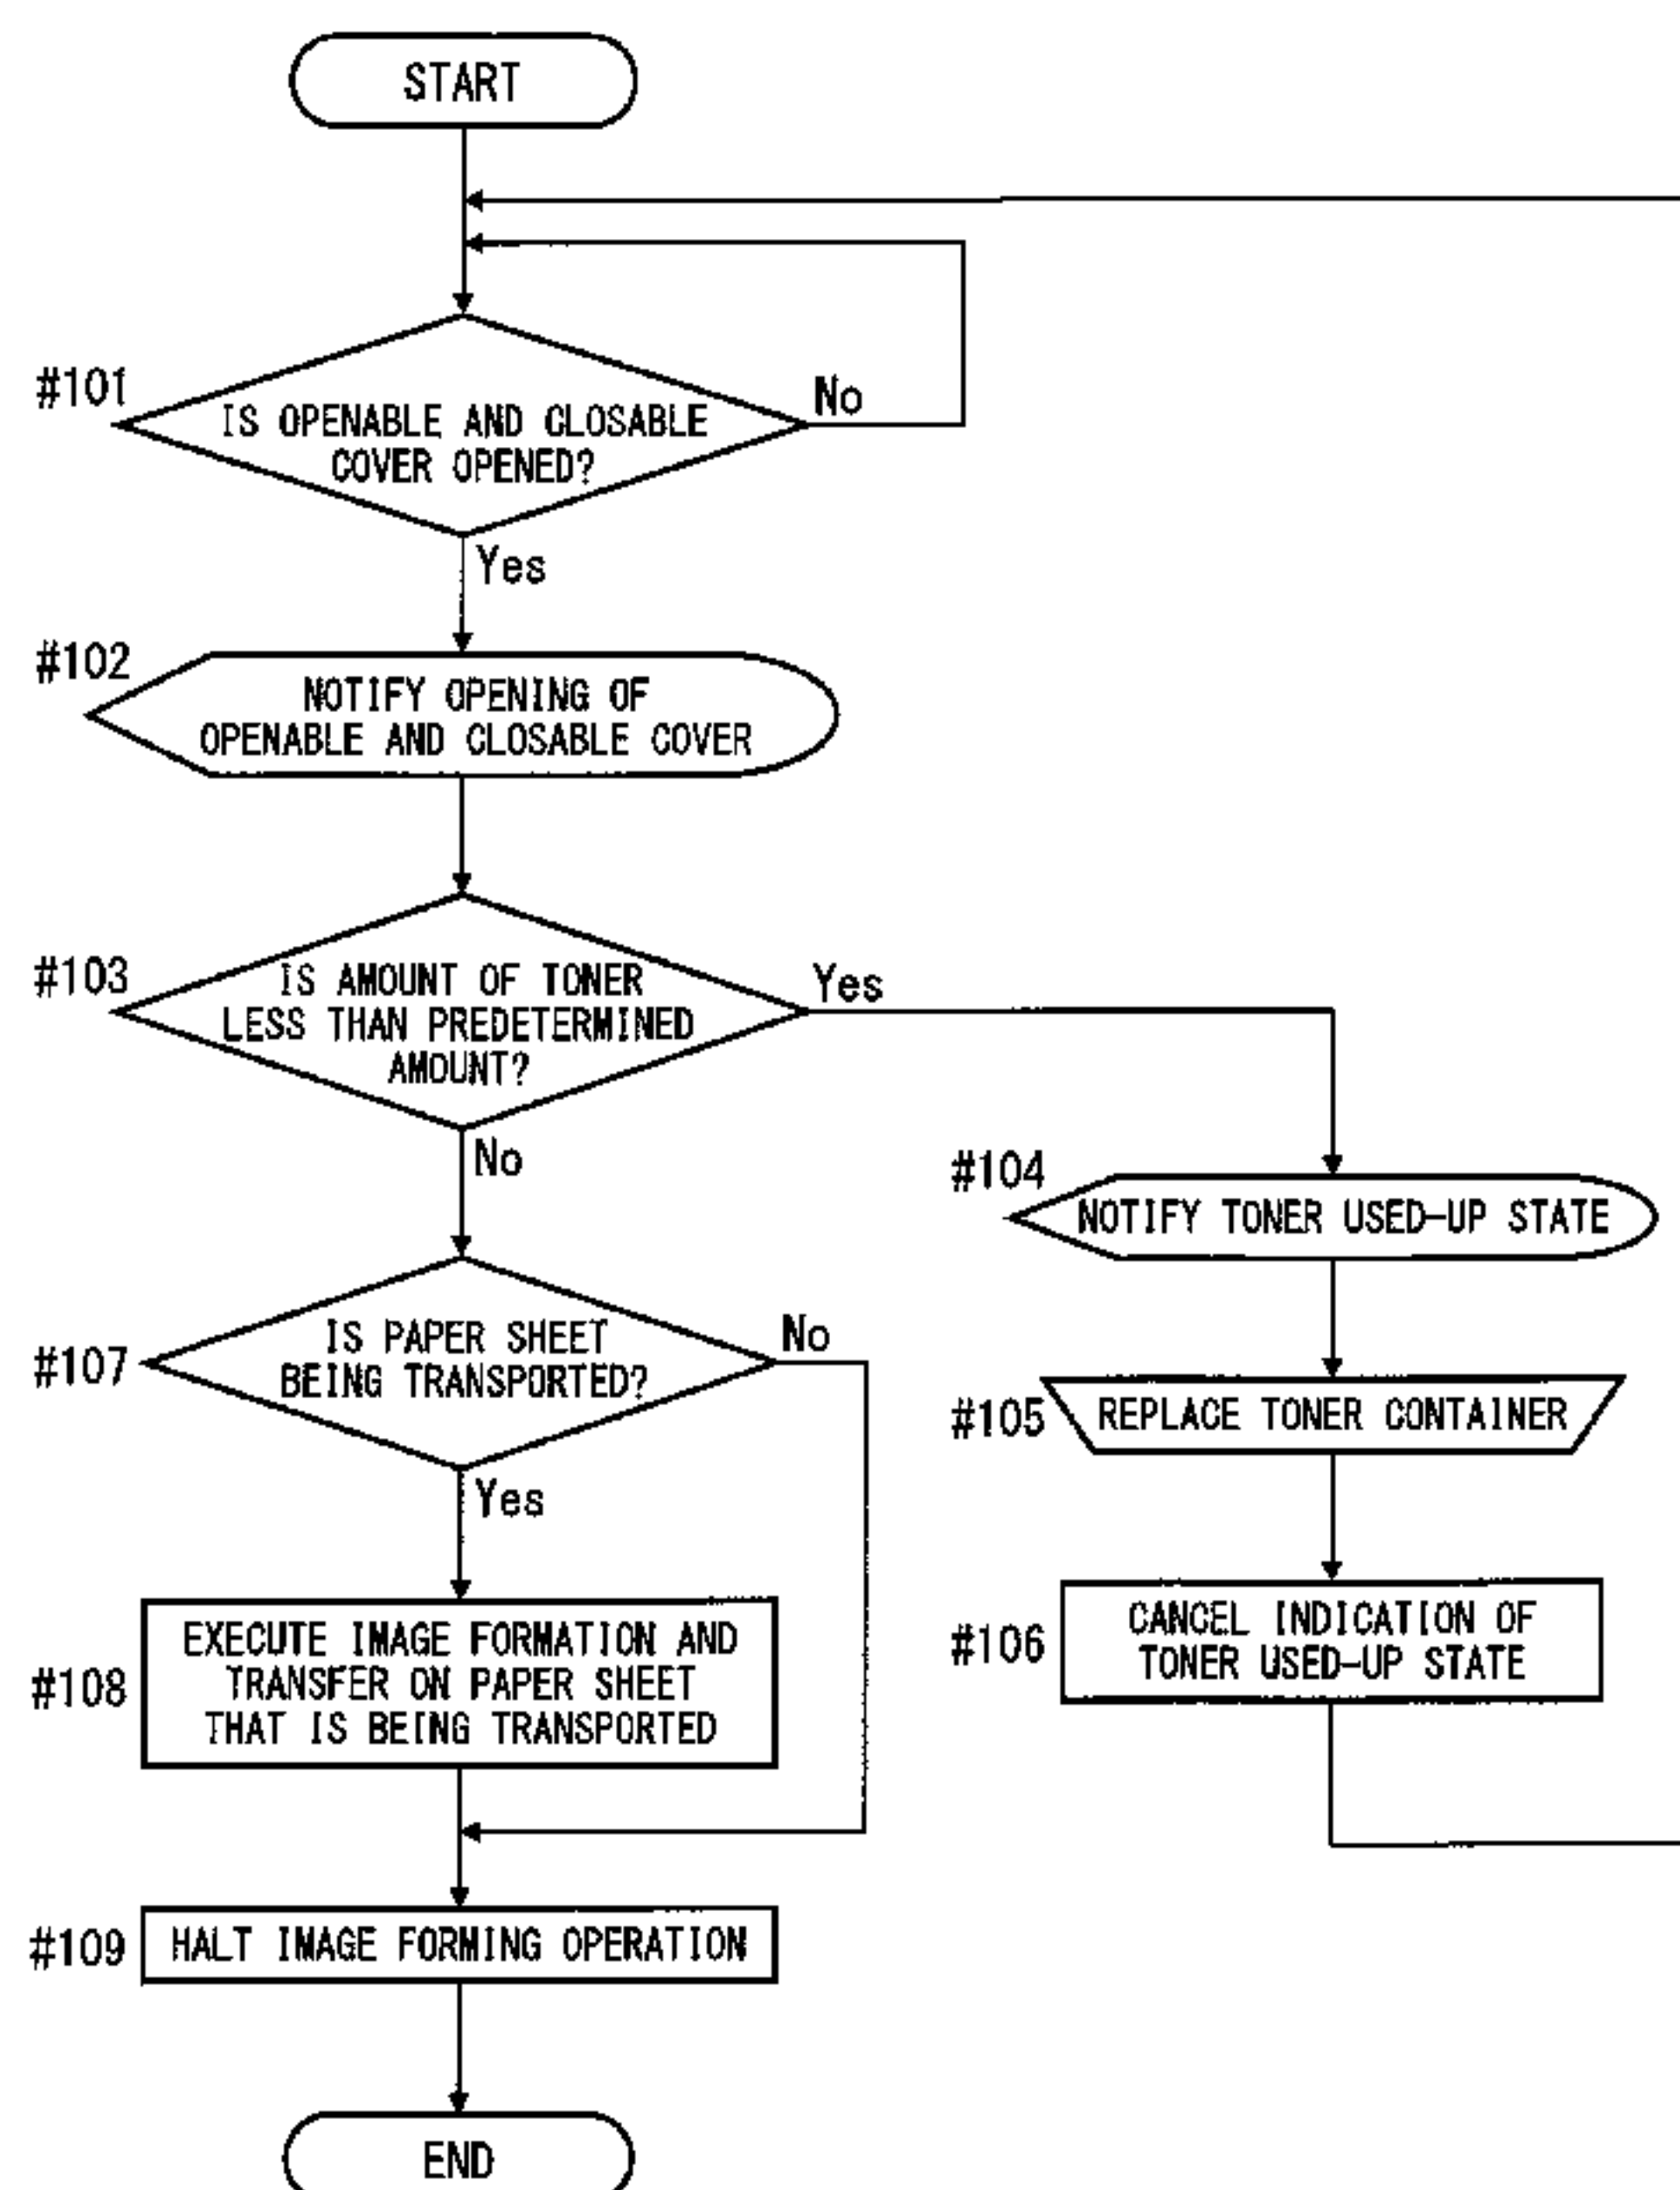 START
#101
IS OPENABLE AND CLOSABLE
COVER OPENED?
No
Yes
#102
NOTIFY OPENING OF
OPENABLE AND CLOSABLE COVER
#103
IS AMOUNT OF TONER
LESS THAN PREDETERMINED
AMOUNT?
Yes
No
#104
NOTIFY TONER USED-UP STATE
#105
REPLACE TONER CONTAINER
#106
CANCEL INDICATION OF
TONER USED-UP STATE
#107
IS PAPER SHEET
BEING TRANSPORTED?
No
Yes
#108
EXECUTE IMAGE FORMATION AND
TRANSFER ON PAPER SHEET
THAT IS BEING TRANSPORTED
#109
HALT IMAGE FORMING OPERATION
END